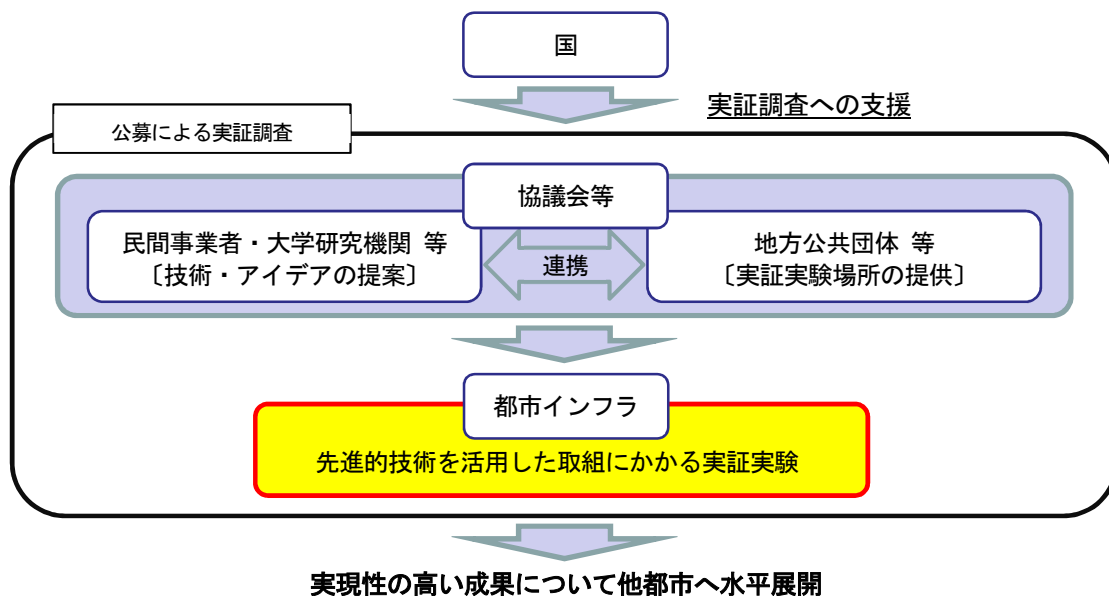 国
実証調査への支援
公募による実証調査
協議会等
民間事業者・大学研究機関 等
〔技術・アイデアの提案〕
連携
地方公共団体 等
〔実証実験場所の提供〕
都市インフラ
先進的技術を活用した取組にかかる実証実験
実現性の高い成果について他都市へ水平展開